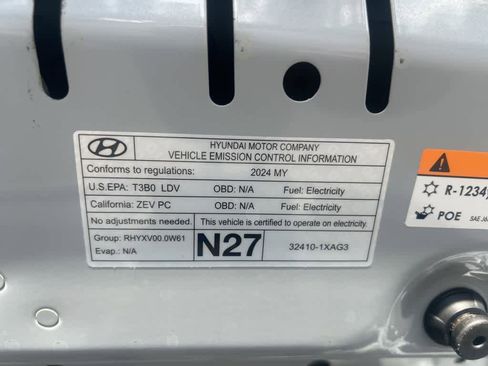 HYUNDAI MOTOR COMPANY
VEHICLE EMISSION CONTROL INFORMATION
Conforms to regulations: 2024 MY
U.S.EPA: T3B0 LDV OBD: N/A Fuel: Electricity
California: ZEV PC OBD: N/A Fuel: Electricity
No adjustments needed. This vehicle is certified to operate on: Electricity
Group: RHYXV00.0W61
Evap.: N/A
N27
32410-1XAG3
R-1234y
POE SAE